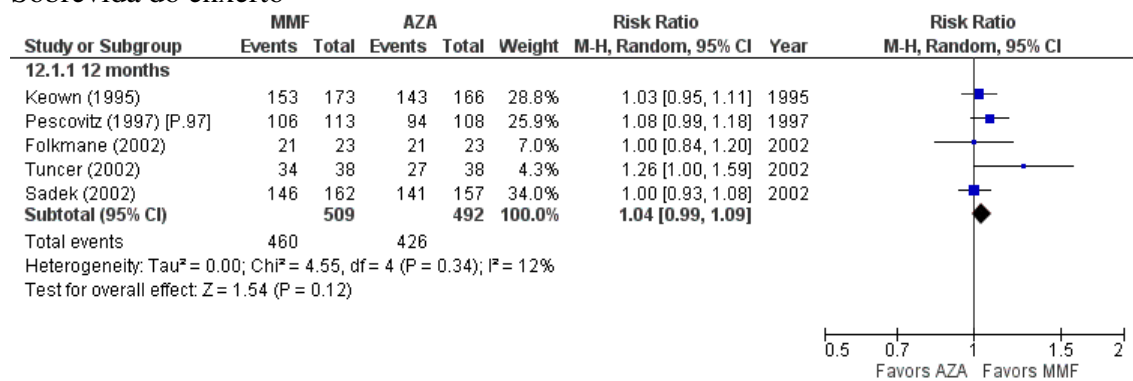 Sobrevida do enxerto
MMF AZA Risk Ratio Risk Ratio
Study or Subgroup Events Total Events Total Weight M-H, Random, 95% CI Year M-H, Random, 95% CI
12.1.1 12 months
Keown (1995) 153 173 143 166 28.8% 1.03 [0.95, 1.11] 1995
Pescovitz (1997) [P.97] 106 113 94 108 25.9% 1.08 [0.99, 1.18] 1997
Folkmane (2002) 21 23 21 23 7.0% 1.00 [0.84, 1.20] 2002
Tuncer (2002) 34 38 27 38 4.3% 1.26 [1.00, 1.59] 2002
Sadek (2002) 146 162 141 157 34.0% 1.00 [0.93, 1.08] 2002
Subtotal (95% CI) 509 492 100.0% 1.04 [0.99, 1.09]
Total events 460 426
Heterogeneity: Tau² = 0.00; Chi² = 4.55, df = 4 (P = 0.34); I² = 12%
Test for overall effect: Z = 1.54 (P = 0.12)
0.5 0.7 1 1.5 2
Favors AZA Favors MMF